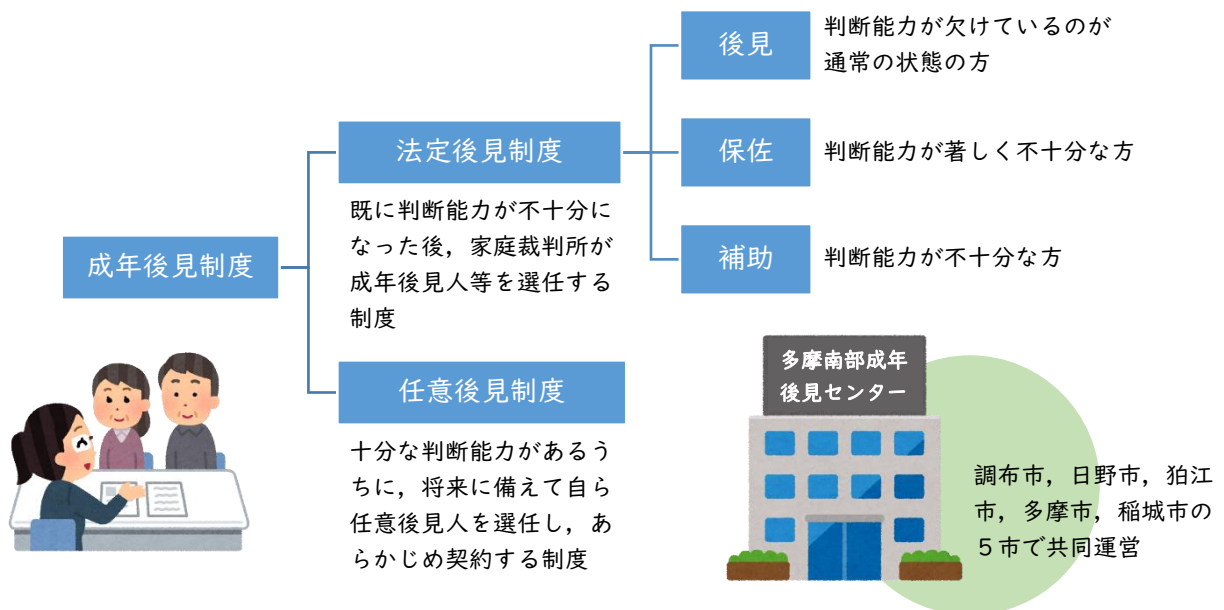 成年後見制度
法定後見制度
既に判断能力が不十分に
なった後，家庭裁判所が
成年後見人等を選任する
制度
後見
判断能力が欠けているのが
通常の状態の方
保佐
判断能力が著しく不十分な方
補助
判断能力が不十分な方
任意後見制度
十分な判断能力があるう
ちに，将来に備えて自ら
任意後見人を選任し，あ
らかじめ契約する制度
多摩南部成年
後見センター
調布市，日野市，狛江
市，多摩市，稲城市の
５市で共同運営